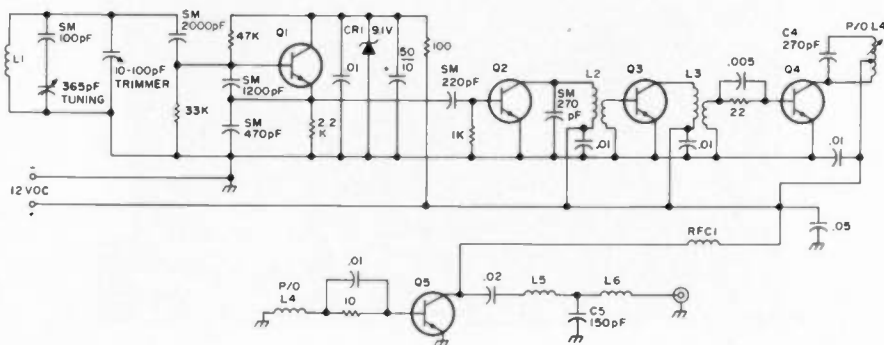 L1
SM
100pF
365pF
TUNING
10-100pF
TRIMMER
SM
2000pF
33K
47K
SM
1200pF
SM
470pF
Q1
2.2
K
.01
CR1 9.1V
+
50
10
100
SM
220pF
1K
Q2
SM
270
pF
L2
.01
Q3
L3
.01
.005
22
Q4
C4
270pF
P/O L4
.01
12VDC
+
.05
RFC1
P/O
L4
.01
10
Q5
.02
L5
C5
150pF
L6